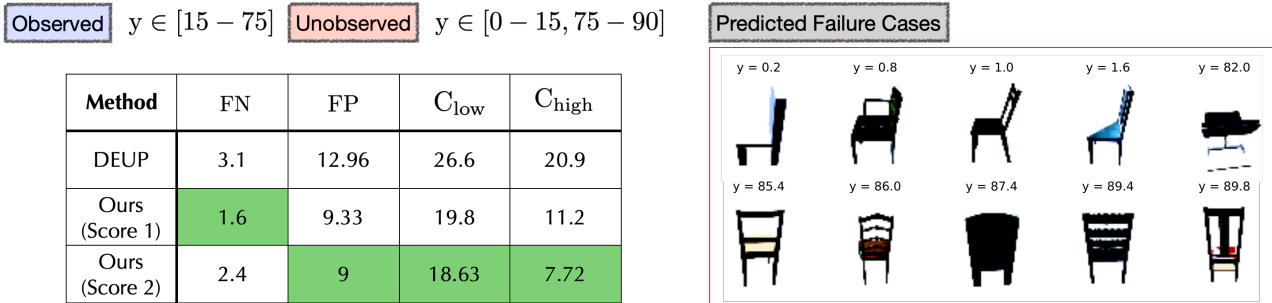 Observed y ∈ [15 − 75] Unobserved y ∈ [0 − 15, 75 − 90]
Method FN FP C_low C_high
DEUP 3.1 12.96 26.6 20.9
Ours (Score 1) 1.6 9.33 19.8 11.2
Ours (Score 2) 2.4 9 18.63 7.72
Predicted Failure Cases
y = 0.2 y = 0.8 y = 1.0 y = 1.6 y = 82.0
y = 85.4 y = 86.0 y = 87.4 y = 89.4 y = 89.8